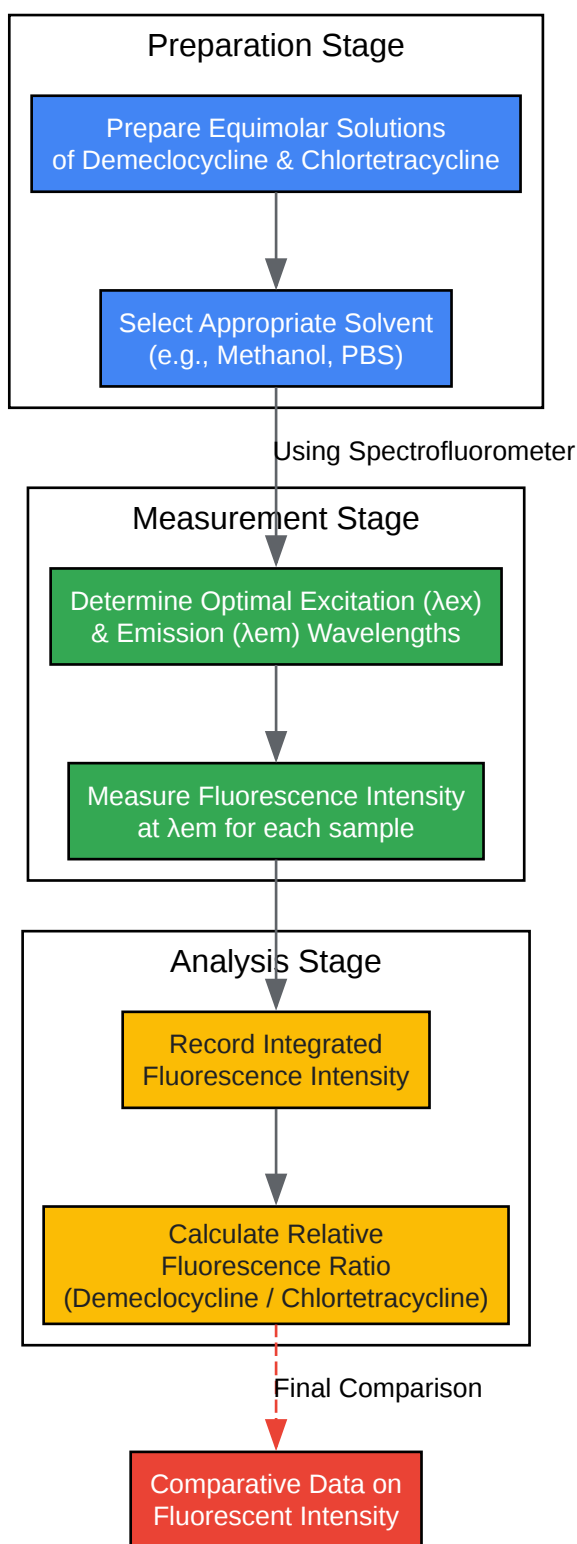 Preparation Stage
Prepare Equimolar Solutions
of Demeclocycline & Chlortetracycline
Select Appropriate Solvent
(e.g., Methanol, PBS)
Using Spectrofluorometer
Measurement Stage
Determine Optimal Excitation (λex)
& Emission (λem) Wavelengths
Measure Fluorescence Intensity
at λem for each sample
Analysis Stage
Record Integrated
Fluorescence Intensity
Calculate Relative
Fluorescence Ratio
(Demeclocycline / Chlortetracycline)
Final Comparison
Comparative Data on
Fluorescent Intensity